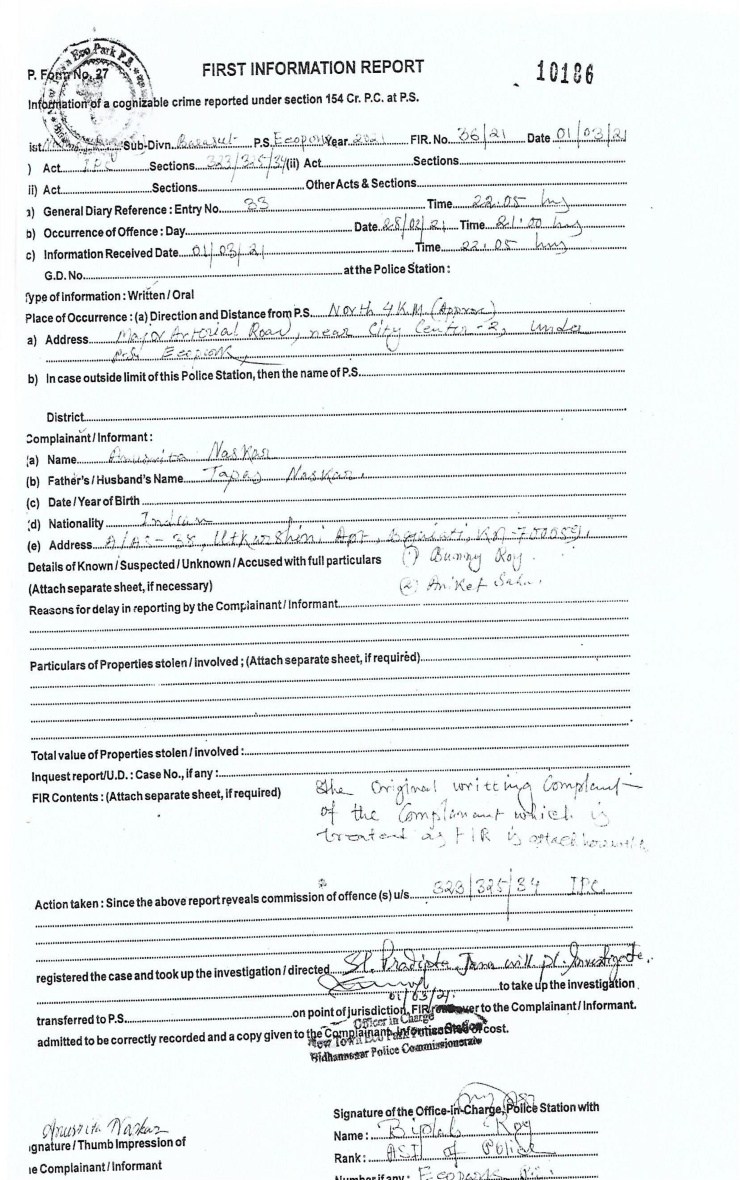 New Town Eco Park P.S.
P. Form No. 27
FIRST INFORMATION REPORT
10186
Information of a cognizable crime reported under section 154 Cr. P.C. at P.S.
ist Sub-Divn. Barasat P.S. Ecopark Year 2021 FIR. No. 36/21 Date 01/03/21
) Act IPC Sections 323/325/34 (ii) Act Sections
ii) Act Sections Other Acts & Sections
a) General Diary Reference : Entry No. 33 Time 22.05 hrs
b) Occurrence of Offence : Day Date 28/02/21 Time 21:00 hrs
c) Information Received Date 01/03/21 Time 22.05 hrs
G.D. No. at the Police Station :
Type of information : Written / Oral
Place of Occurrence : (a) Direction and Distance from P.S. North 4 K.M (Approx)
a) Address Major Arterial Road, near City Center-2, under
P.S. Ecopark
b) In case outside limit of this Police Station, then the name of P.S.
District
Complainant / Informant :
(a) Name Anusmita Naskar
(b) Father's / Husband's Name Tapas Naskar
(c) Date / Year of Birth
(d) Nationality Indian
(e) Address A/AS-38, Utkarshini Apt, Kol-700059
Details of Known / Suspected / Unknown / Accused with full particulars (1) Bunny Roy.
(Attach separate sheet, if necessary) (2) Aniket Saha.
Reasons for delay in reporting by the Complainant / Informant
Particulars of Properties stolen / involved ; (Attach separate sheet, if required)
Total value of Properties stolen / involved :
Inquest report/U.D. : Case No., if any :
FIR Contents : (Attach separate sheet, if required) The Original writting Complaint
of the Complainant which is
treated as FIR is attach herewith
Action taken : Since the above report reveals commission of offence (s) u/s 323/325/34 I.P.C.
registered the case and took up the investigation / directed SI. Pradipta Jana will pl. Investigate.
01/03/21. to take up the investigation
transferred to P.S. on point of jurisdiction, FIR over to the Complainant / Informant.
admitted to be correctly recorded and a copy given to the Complainant, of cost.
Officer in Charge
New Town Eco Park Police Station
Bidhannagar Police Commissionerate
Signature of the Office-in-Charge, Police Station with
Anusmita Naskar
Name : Biplab Roy
ignature / Thumb Impression of
Rank : ASI of Police
he Complainant / Informant
Number if any : Ecopark P.S.